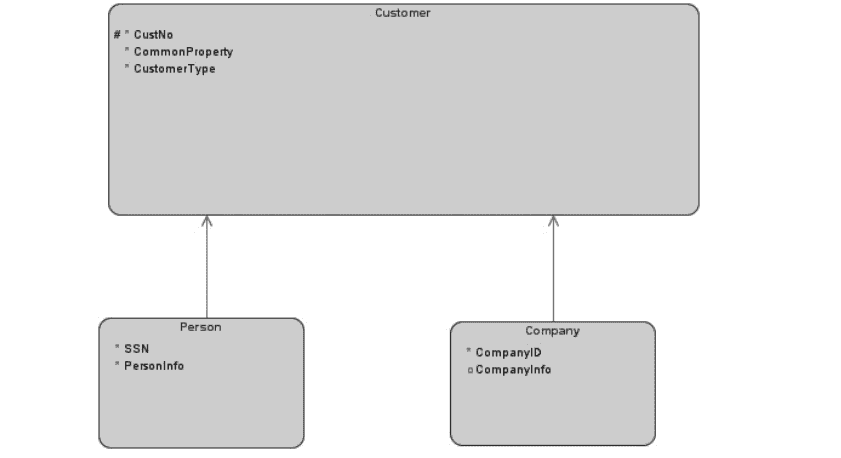 Customer
# * CustNo
* CommonProperty
* CustomerType
Person
* SSN
* PersonInfo
Company
* CompanyID
o CompanyInfo